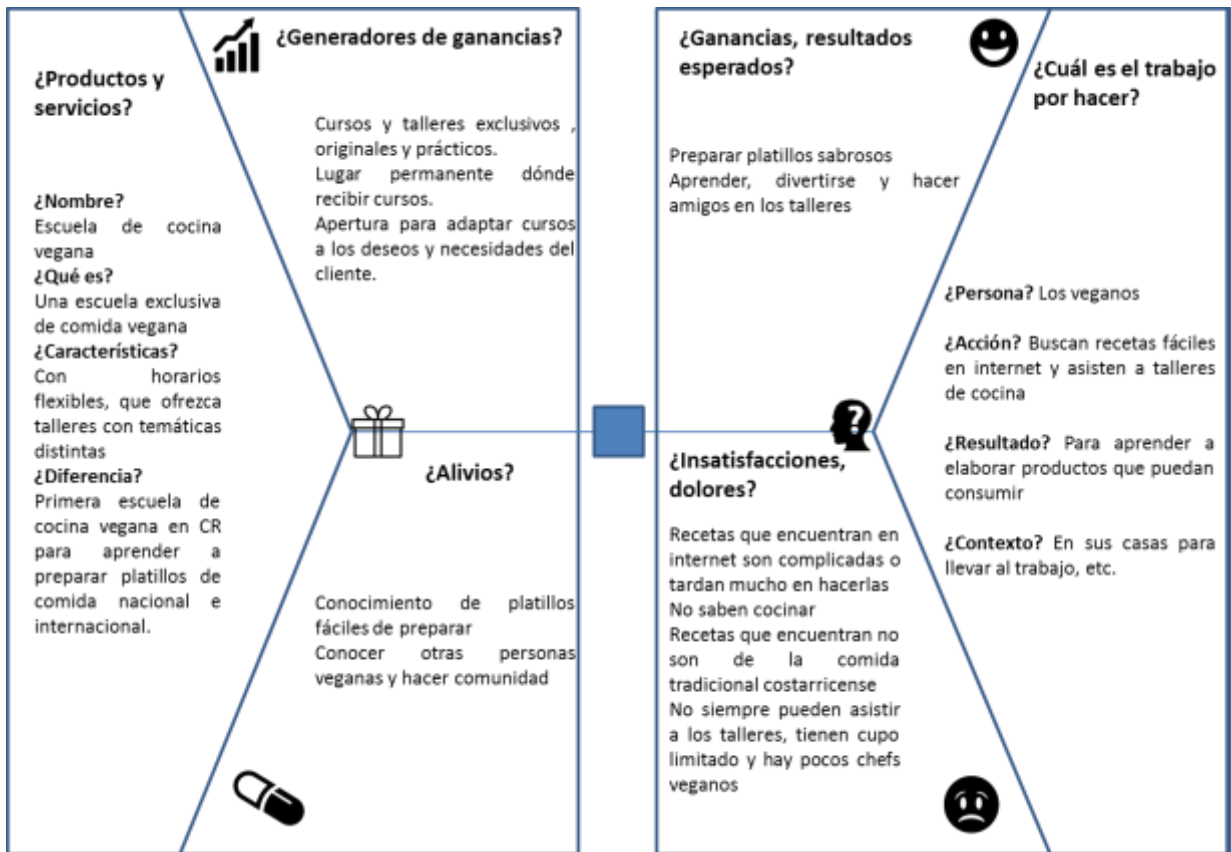 ¿Productos y
servicios?
¿Nombre?
Escuela de cocina
vegana
¿Qué es?
Una escuela exclusiva
de comida vegana
¿Características?
Con horarios
flexibles, que ofrezca
talleres con temáticas
distintas
¿Diferencia?
Primera escuela de
cocina vegana en CR
para aprender a
preparar platillos de
comida nacional e
internacional.
¿Generadores de ganancias?
Cursos y talleres exclusivos ,
originales y prácticos.
Lugar permanente dónde
recibir cursos.
Apertura para adaptar cursos
a los deseos y necesidades del
cliente.
¿Alivios?
Conocimiento de platillos
fáciles de preparar
Conocer otras personas
veganas y hacer comunidad
¿Ganancias, resultados
esperados?
Preparar platillos sabrosos
Aprender, divertirse y hacer
amigos en los talleres
?
¿Insatisfacciones,
dolores?
Recetas que encuentran en
internet son complicadas o
tardan mucho en hacerlas
No saben cocinar
Recetas que encuentran no
son de la comida
tradicional costarricense
No siempre pueden asistir
a los talleres, tienen cupo
limitado y hay pocos chefs
veganos
¿Cuál es el trabajo
por hacer?
¿Persona? Los veganos
¿Acción? Buscan recetas fáciles
en internet y asisten a talleres
de cocina
¿Resultado? Para aprender a
elaborar productos que puedan
consumir
¿Contexto? En sus casas para
llevar al trabajo, etc.